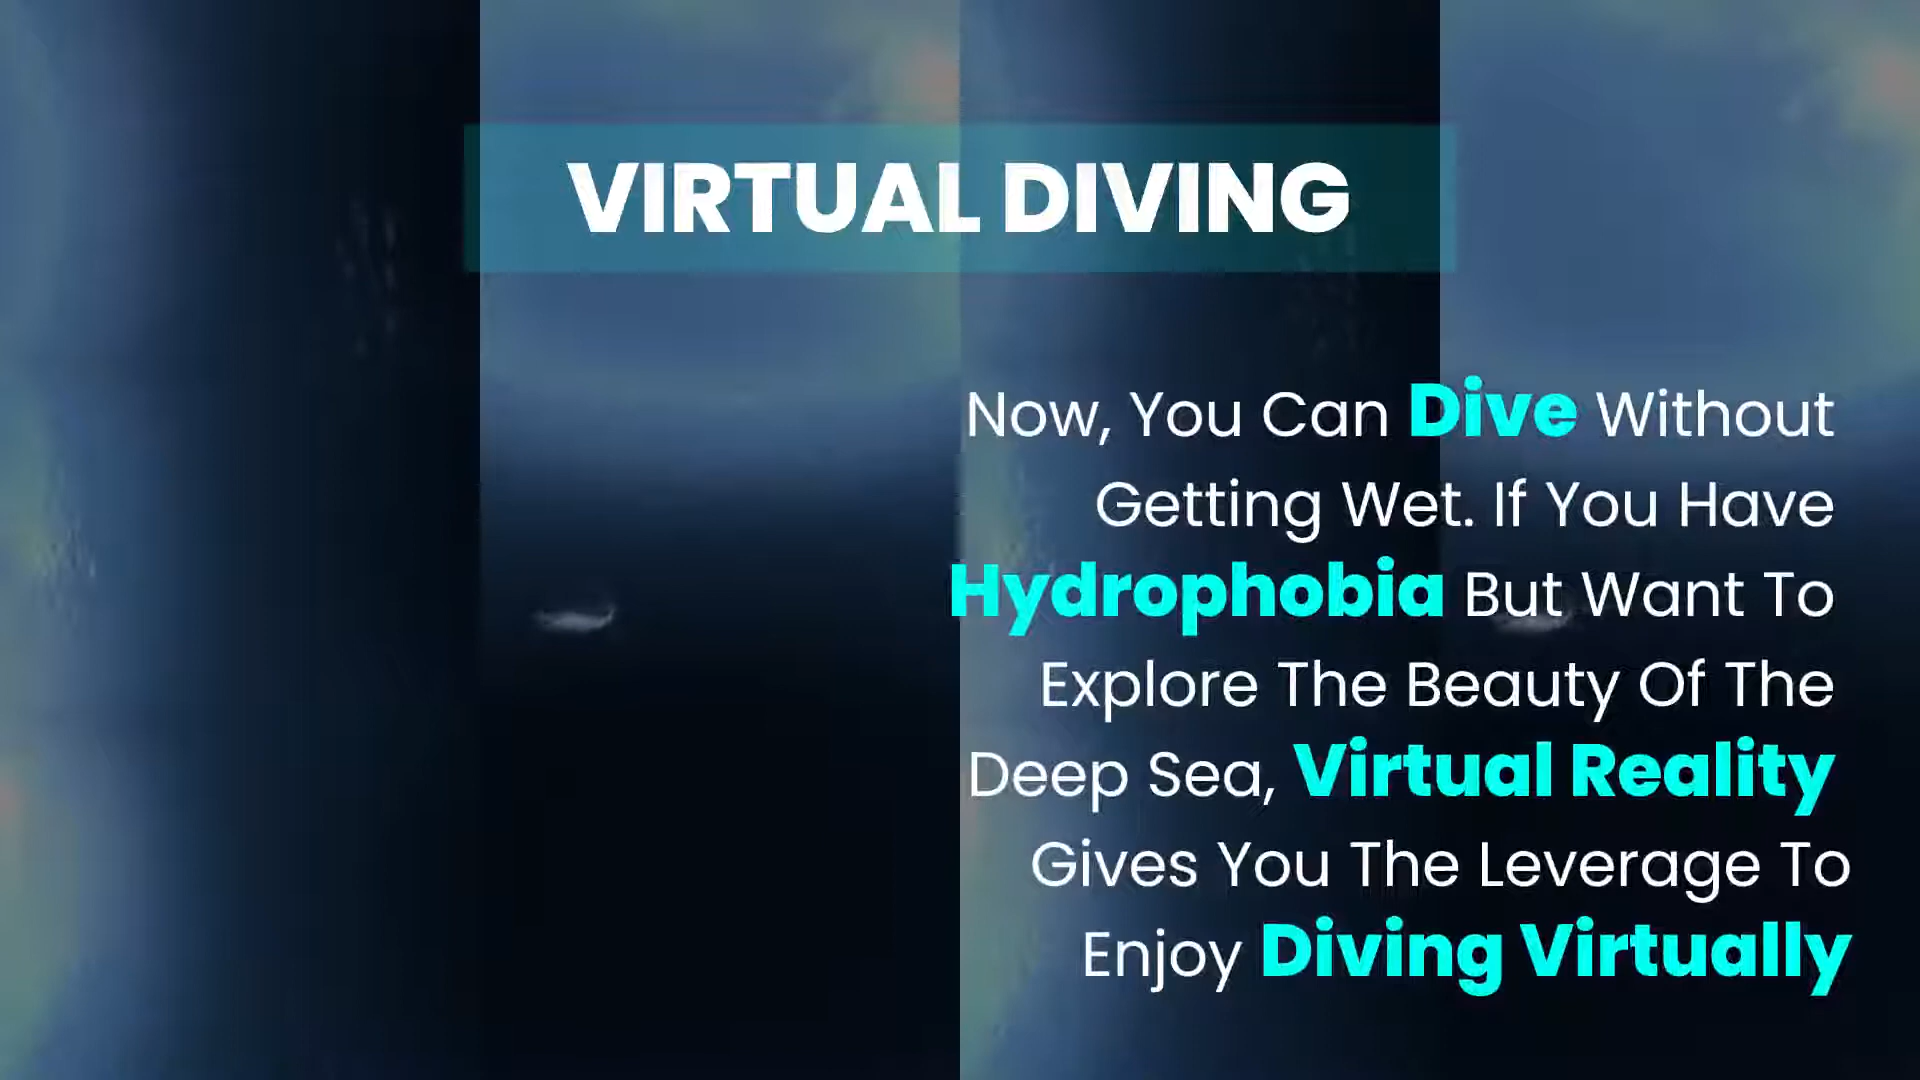 VIRTUAL DIVING
Now, You Can Dive Without
Getting Wet. If You Have
Hydrophobia But Want To
Explore The Beauty Of The
Deep Sea, Virtual Reality
Gives You The Leverage To
Enjoy Diving Virtually